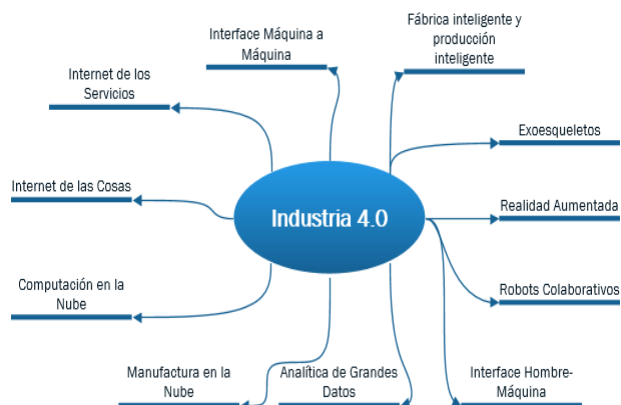 Fábrica inteligente y
producción
inteligente
Interface Máquina a
Máquina
Internet de los
Servicios
Exoesqueletos
Internet de las Cosas
Realidad Aumentada
Industria 4.0
Computación en la
Nube
Robots Colaborativos
Manufactura en la
Nube
Analítica de Grandes
Datos
Interface Hombre-
Máquina